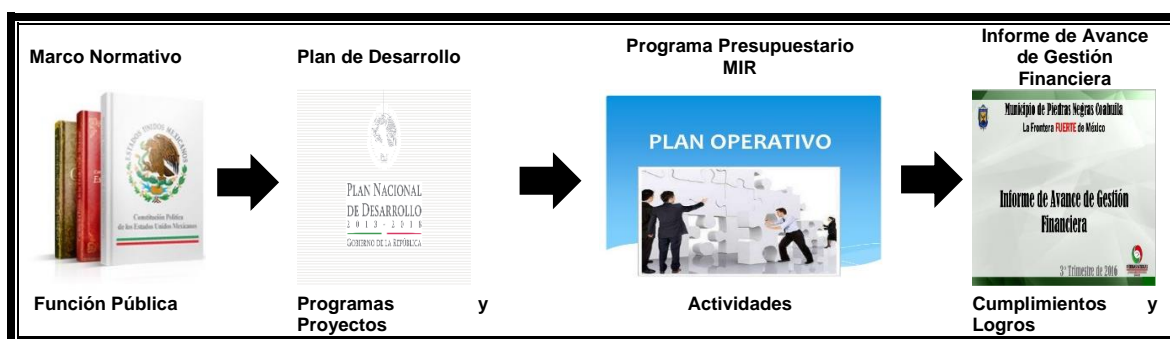 Marco Normativo
Plan de Desarrollo
Programa Presupuestario
MIR
Informe de Avance
de Gestión
Financiera
ESTADOS UNIDOS MEXICANOS
Constitución Política
de los Estados Unidos Mexicanos
PLAN NACIONAL
DE DESARROLLO
2013-2018
GOBIERNO DE LA REPÚBLICA
PLAN OPERATIVO
Municipio de Piedras Negras Coahuila
La Frontera FUERTE de México
Informe de Avance de Gestión
Financiera
3° Trimestre de 2016
Función Pública
Programas y
Proyectos
Actividades
Cumplimientos y
Logros